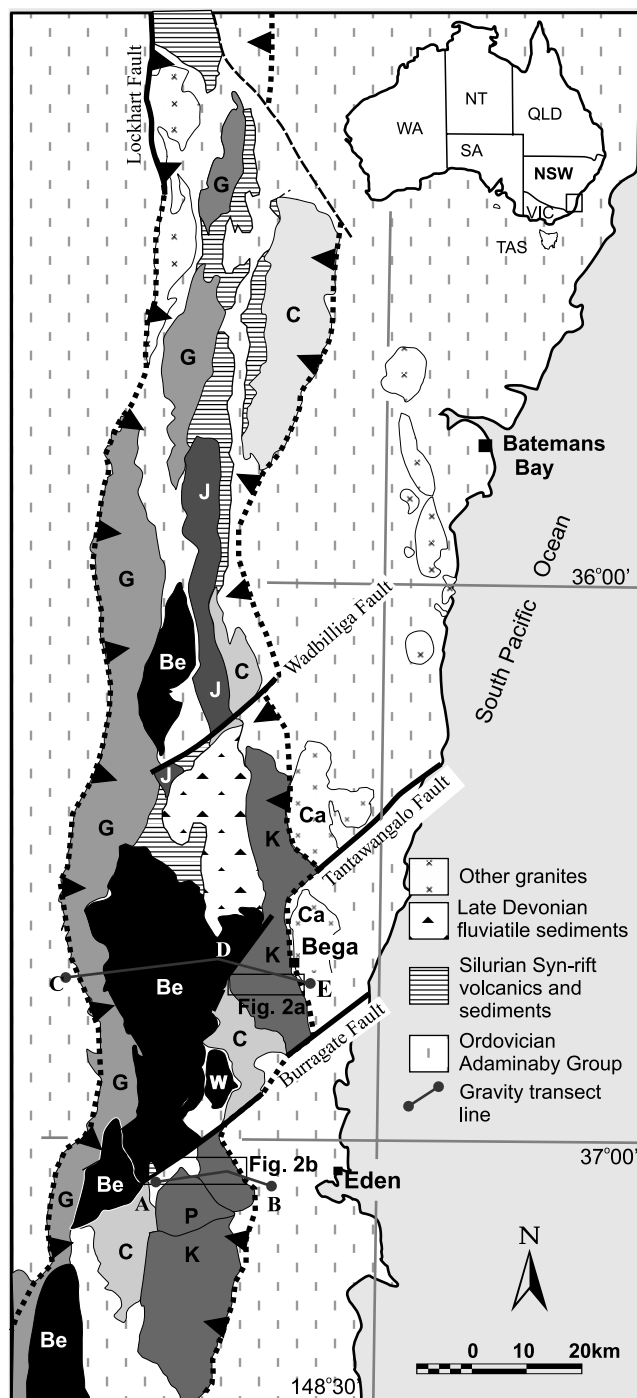 Lockhart Fault
WA
NT
QLD
SA
NSW
VIC
TAS
G
C
G
Batemans
Bay
J
G
36°00'
South Pacific Ocean
Be
C
J
Wadbilliga Fault
J
G
Ca
K
Tantawangalo Fault
Other granites
Ca
Late Devonian
fluviatile sediments
D
K
Bega
C
Be
E
Fig. 2a
Silurian Syn-rift
volcanics and
sediments
C
Burragate Fault
W
G
Ordovician
Adaminaby Group
Gravity transect
line
37°00'
Fig. 2b
Eden
Be
G
A
B
P
C
K
N
Be
0 10 20km
148°30